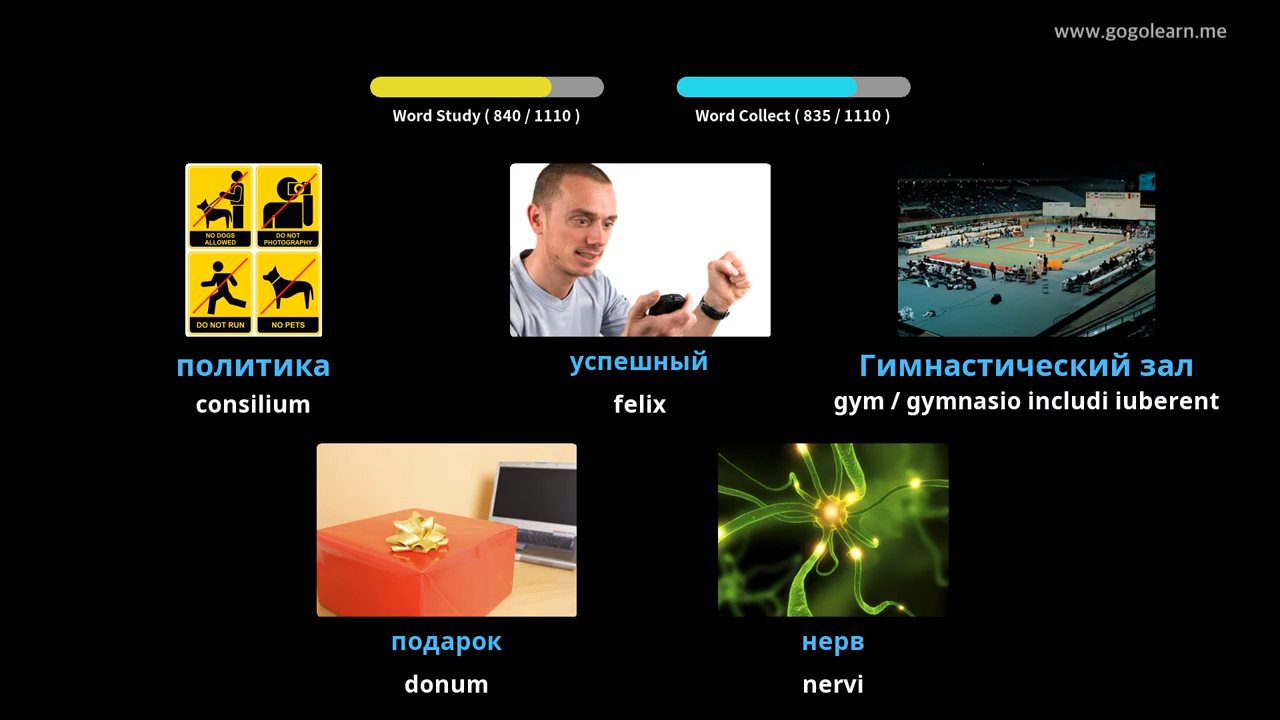 www.gogolearn.me
Word Study ( 840 / 1110 )
Word Collect ( 835 / 1110 )
NO DOGS
ALLOWED
DO NOT
PHOTOGRAPHY
DO NOT RUN
NO PETS
политика
consilium
успешный
felix
Гимнастический зал
gym / gymnasio includi iuberent
подарок
donum
нерв
nervi